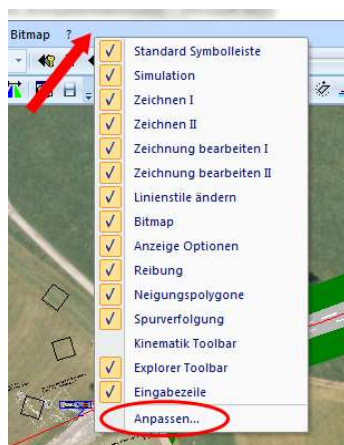 Bitmap ?
Standard Symbolleiste
Simulation
Zeichnen I
Zeichnen II
Zeichnung bearbeiten I
Zeichnung bearbeiten II
Linienstile ändern
Bitmap
Anzeige Optionen
Reibung
Neigungspolygone
Spurverfolgung
Kinematik Toolbar
Explorer Toolbar
Eingabezeile
Anpassen...